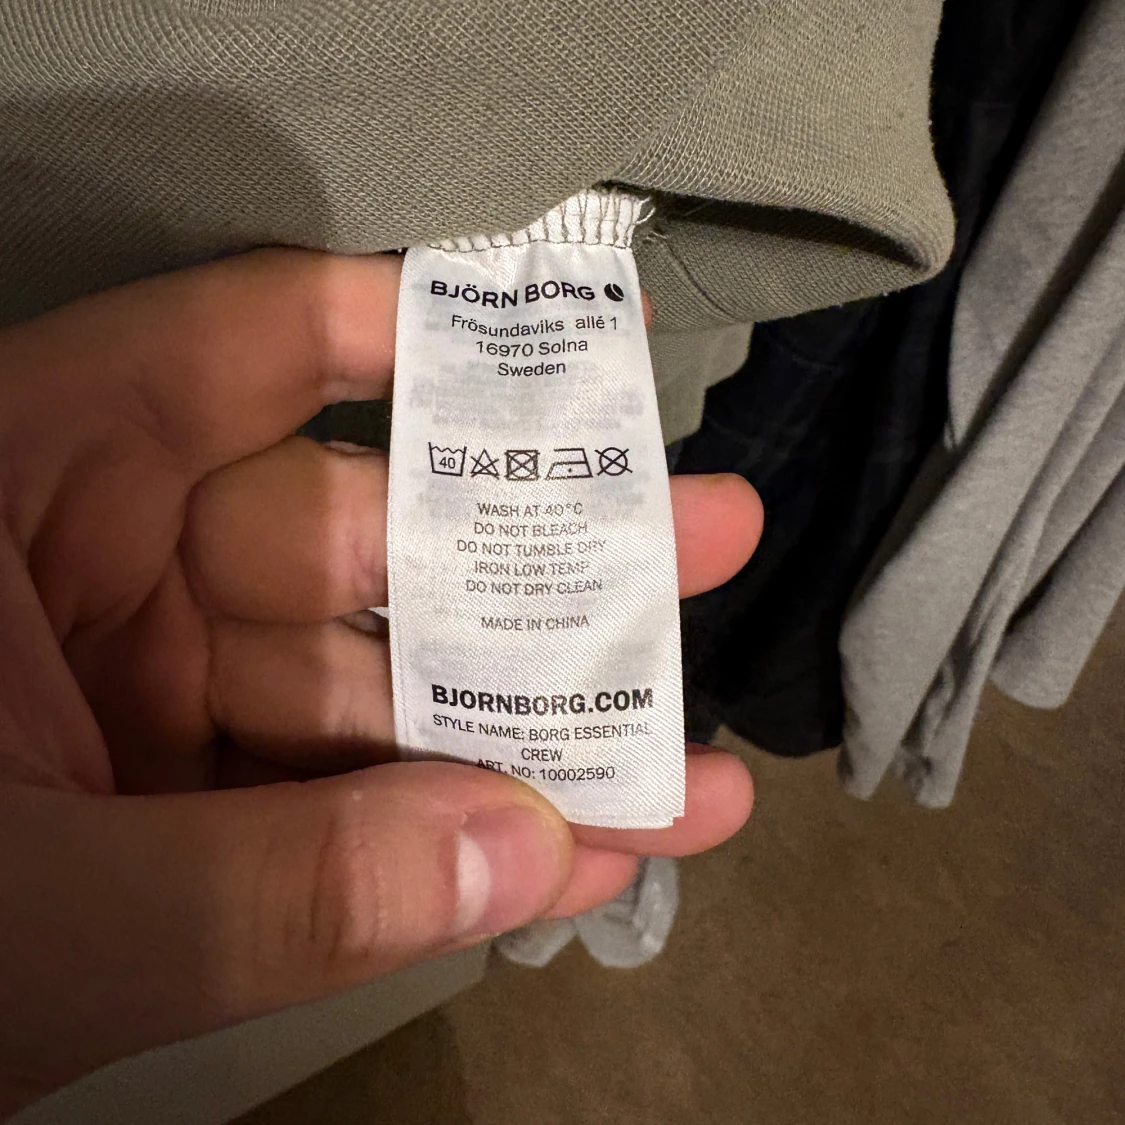 BJÖRN BORG
Frösundaviks allé 1
16970 Solna
Sweden
40
WASH AT 40°C
DO NOT BLEACH
DO NOT TUMBLE DRY
IRON LOW TEMP
DO NOT DRY CLEAN
MADE IN CHINA
BJORNBORG.COM
STYLE NAME: BORG ESSENTIAL
CREW
ART. NO: 10002590